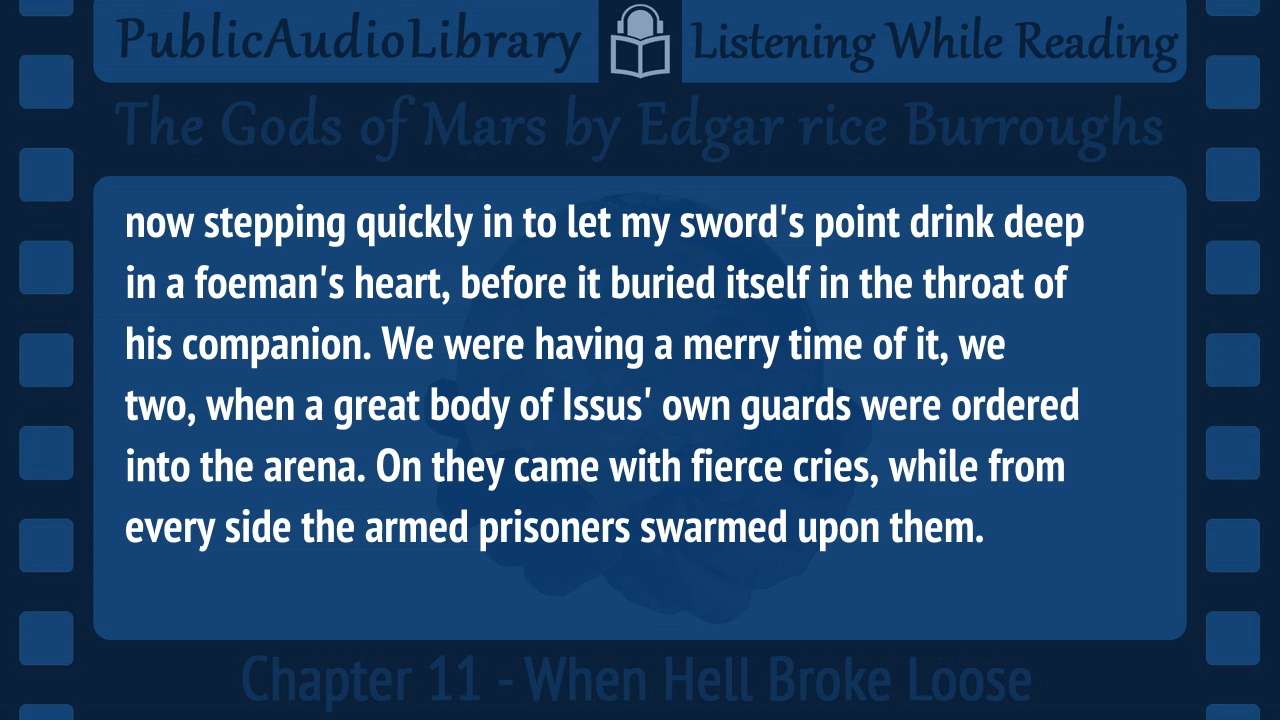 PublicAudioLibrary Listening While Reading
The Gods of Mars by Edgar rice Burroughs
now stepping quickly in to let my sword's point drink deep
in a foeman's heart, before it buried itself in the throat of
his companion. We were having a merry time of it, we
two, when a great body of Issus' own guards were ordered
into the arena. On they came with fierce cries, while from
every side the armed prisoners swarmed upon them.
Chapter 11 - When Hell Broke Loose